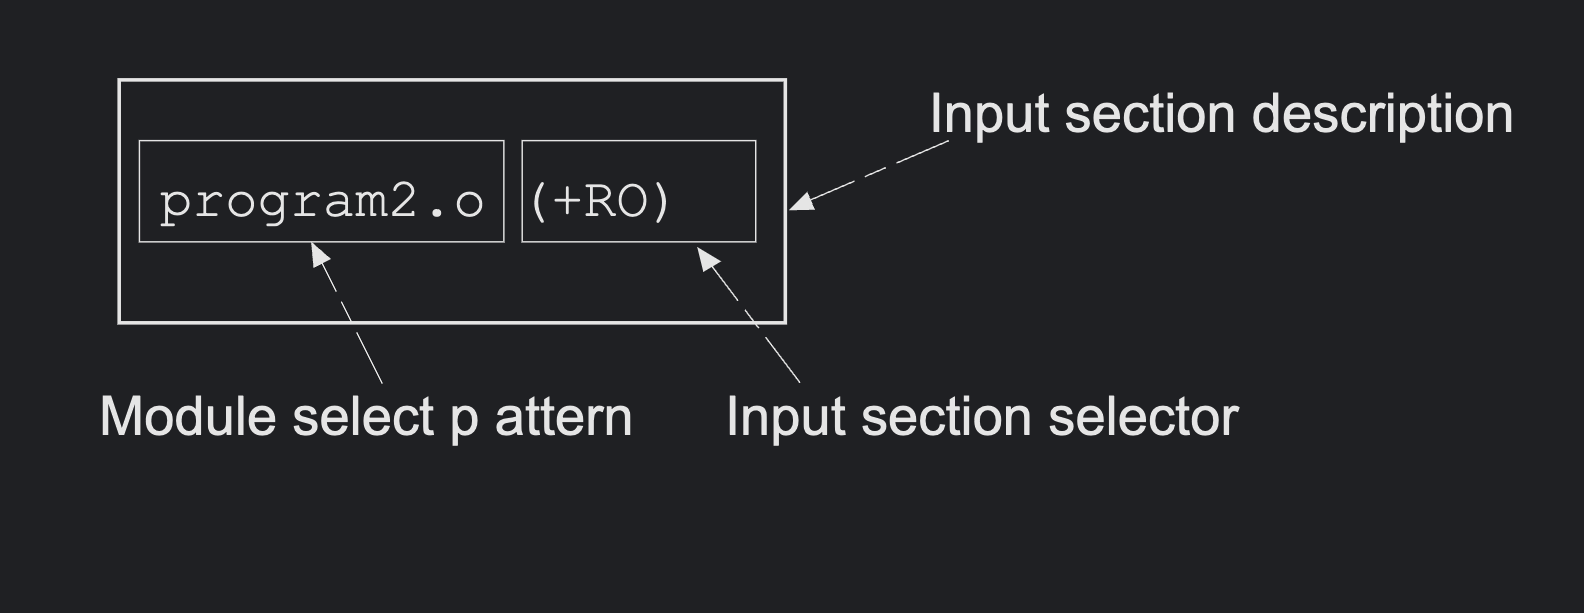 Input section description
program2.o (+RO)
Module select p attern
Input section selector